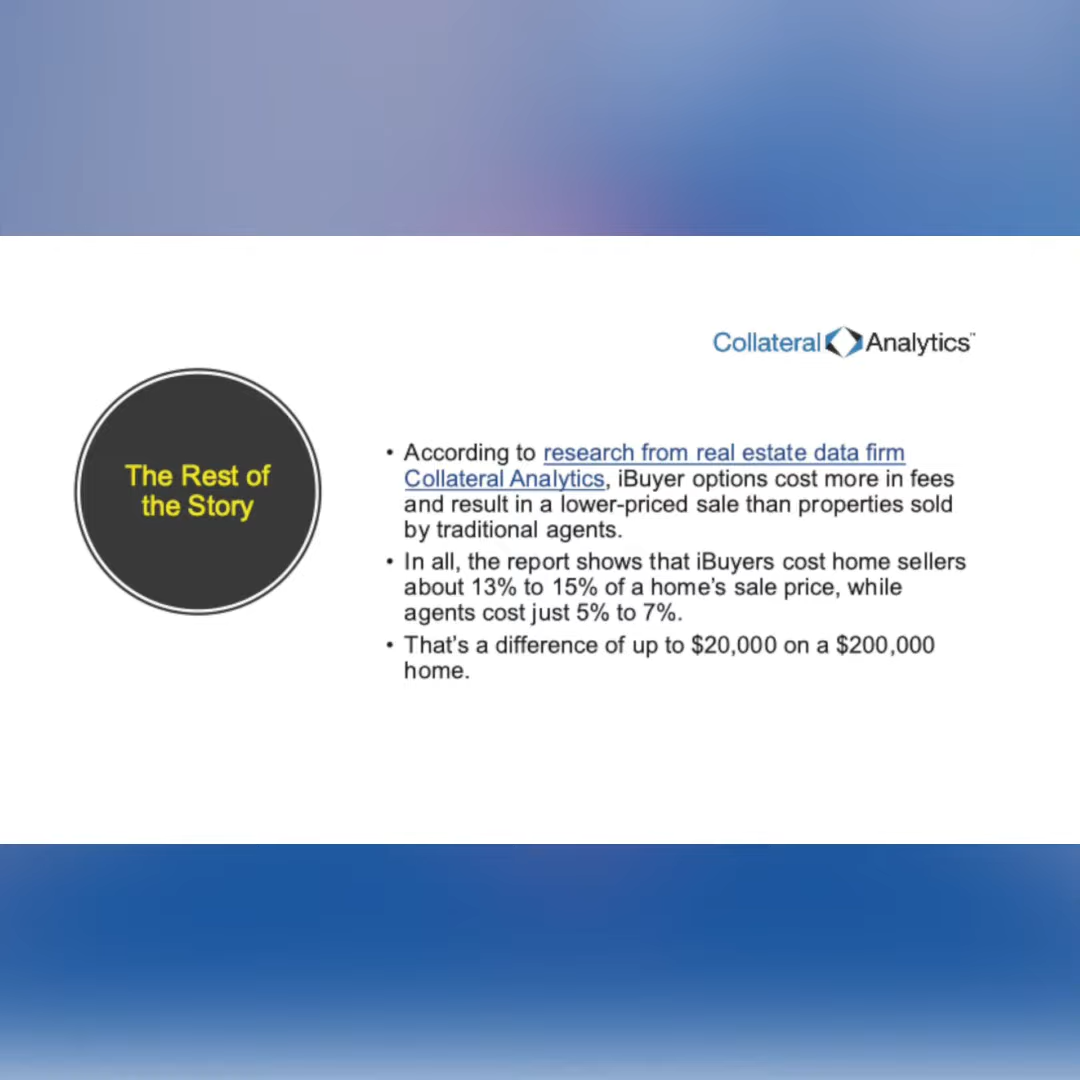 Collateral Analytics™
The Rest of
the Story
• According to research from real estate data firm
Collateral Analytics, iBuyer options cost more in fees
and result in a lower-priced sale than properties sold
by traditional agents.
• In all, the report shows that iBuyers cost home sellers
about 13% to 15% of a home’s sale price, while
agents cost just 5% to 7%.
• That’s a difference of up to $20,000 on a $200,000
home.